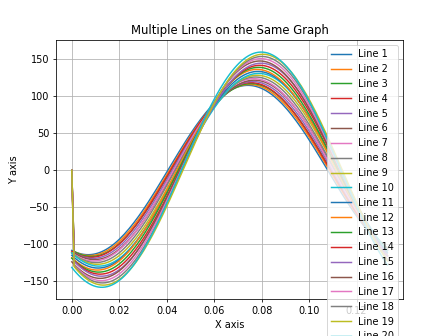 Multiple Lines on the Same Graph
Y axis
150
100
50
0
−50
−100
−150
0.00
0.02
0.04
0.06
0.08
0.10
X axis
Line 1
Line 2
Line 3
Line 4
Line 5
Line 6
Line 7
Line 8
Line 9
Line 10
Line 11
Line 12
Line 13
Line 14
Line 15
Line 16
Line 17
Line 18
Line 19
Line 20